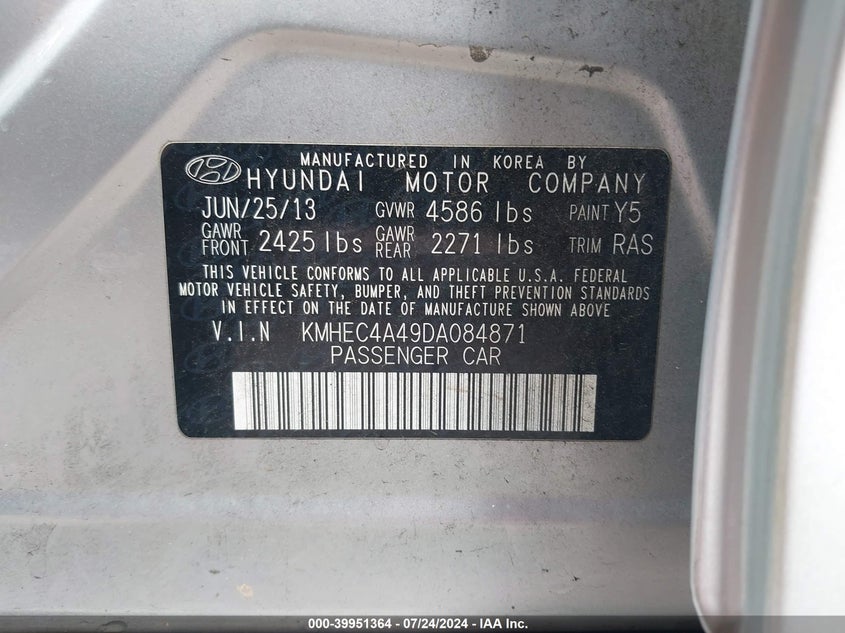 MANUFACTURED IN KOREA BY
HYUNDAI MOTOR COMPANY
JUN/25/13 GVWR 4586 lbs PAINT Y5
GAWR FRONT 2425 lbs GAWR REAR 2271 lbs TRIM RAS
THIS VEHICLE CONFORMS TO ALL APPLICABLE U.S.A. FEDERAL
MOTOR VEHICLE SAFETY, BUMPER, AND THEFT PREVENTION STANDARDS
IN EFFECT ON THE DATE OF MANUFACTURE SHOWN ABOVE.
V.I.N KMHEC4A49DA084871
PASSENGER CAR
000-39951364 - 07/24/2024 - IAA Inc.